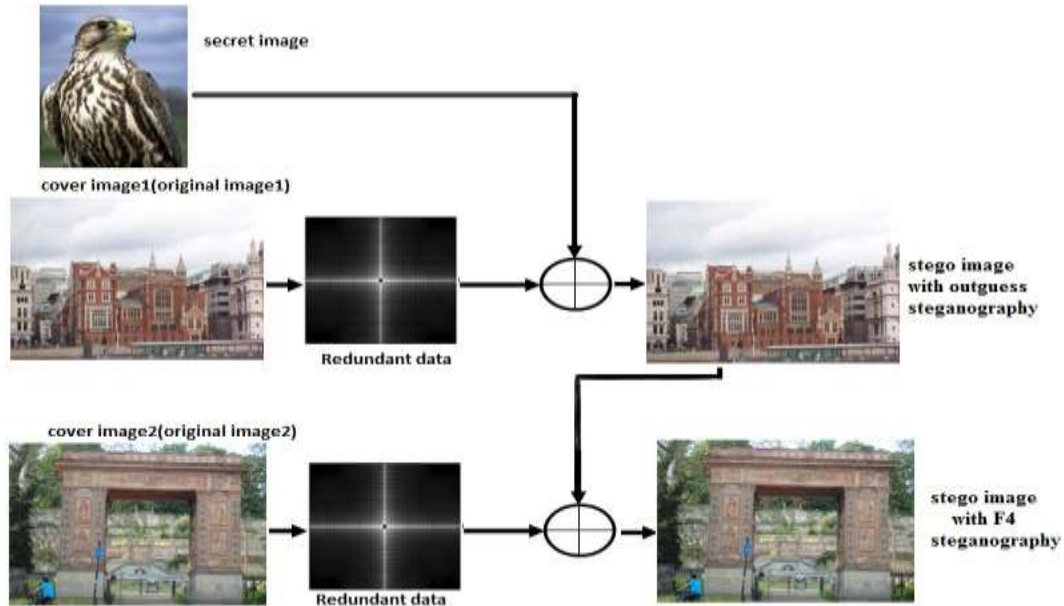 secret image
cover image1(original image1)
stego image
with outguess
steganography
Redundant data
cover image2(original image2)
stego image
with F4
steganography
Redundant data